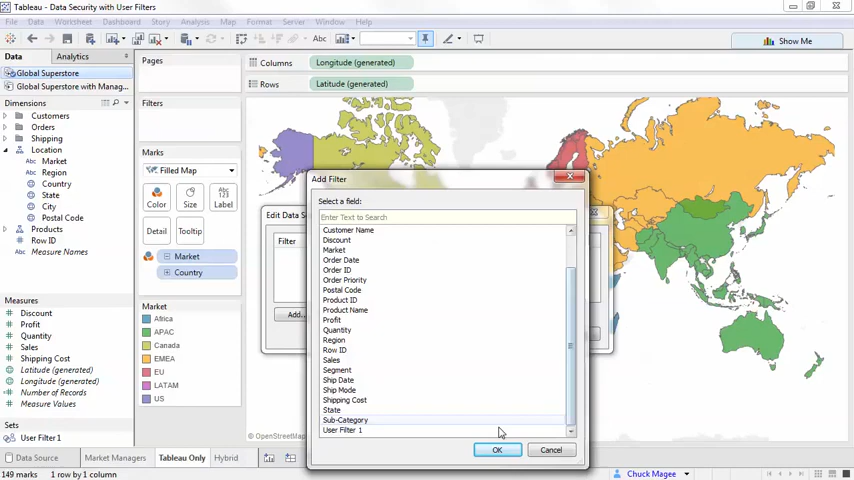 Tableau - Data Security with User Filters
File Data Worksheet Dashboard Story Analysis Map Format Server Window Help
Abc
Show Me
Data Analytics
Global Superstore
Global Superstore with Manag...
Dimensions
Customers
Orders
Shipping
Location
Abc Market
Abc Region
Country
State
City
Postal Code
Products
Row ID
Abc Measure Names
Measures
Discount
Profit
Quantity
Sales
Shipping Cost
Latitude (generated)
Longitude (generated)
Number of Records
Measure Values
Sets
User Filter 1
Pages
Filters
Marks
Filled Map
Color Size Label
Abc
123
Detail Tooltip
Market
Country
Market
Africa
APAC
Canada
EMEA
EU
LATAM
US
Columns Longitude (generated)
Rows Latitude (generated)
Edit Data S
Filter
Add...
© OpenStreetMap
Add Filter
Select a field:
Enter Text to Search
Customer Name
Discount
Market
Order Date
Order ID
Order Priority
Postal Code
Product ID
Product Name
Profit
Quantity
Region
Row ID
Sales
Segment
Ship Date
Ship Mode
Shipping Cost
State
Sub-Category
User Filter 1
OK Cancel
Data Source Market Managers Tableau Only Hybrid
149 marks 1 row by 1 column Chuck Magee